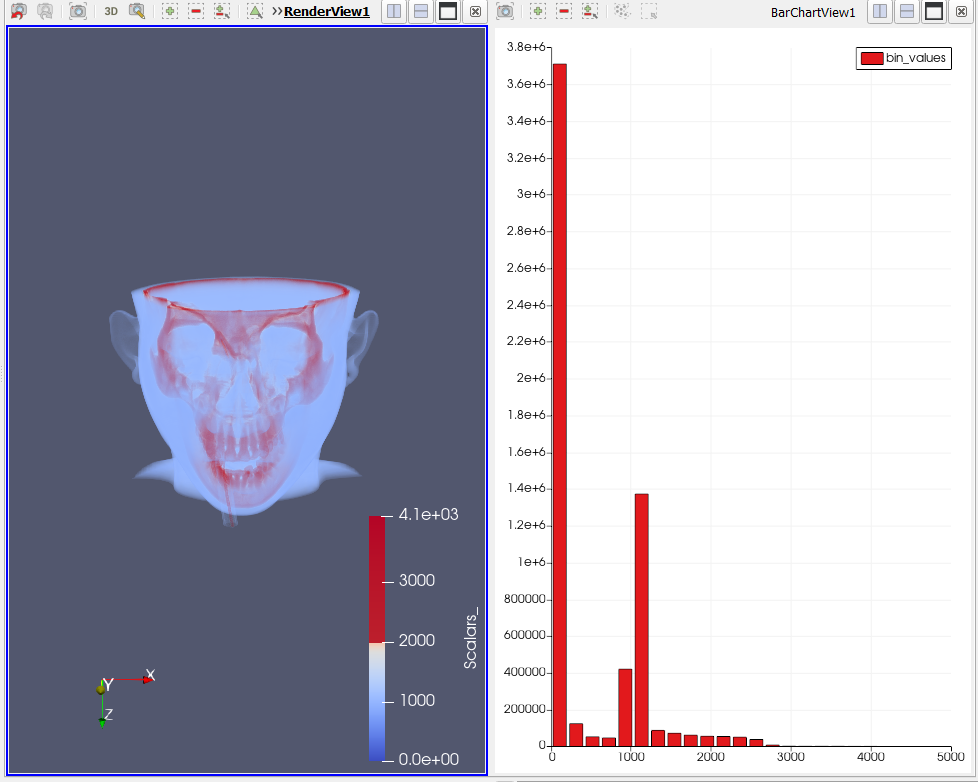 3D
>> RenderView1
BarChartView1
4.1e+03
3000
2000
1000
0.0e+00
Scalars_
X
Y
Z
bin_values
3.8e+6
3.6e+6
3.4e+6
3.2e+6
3e+6
2.8e+6
2.6e+6
2.4e+6
2.2e+6
2e+6
1.8e+6
1.6e+6
1.4e+6
1.2e+6
1e+6
800000
600000
400000
200000
0
0 1000 2000 3000 4000 5000